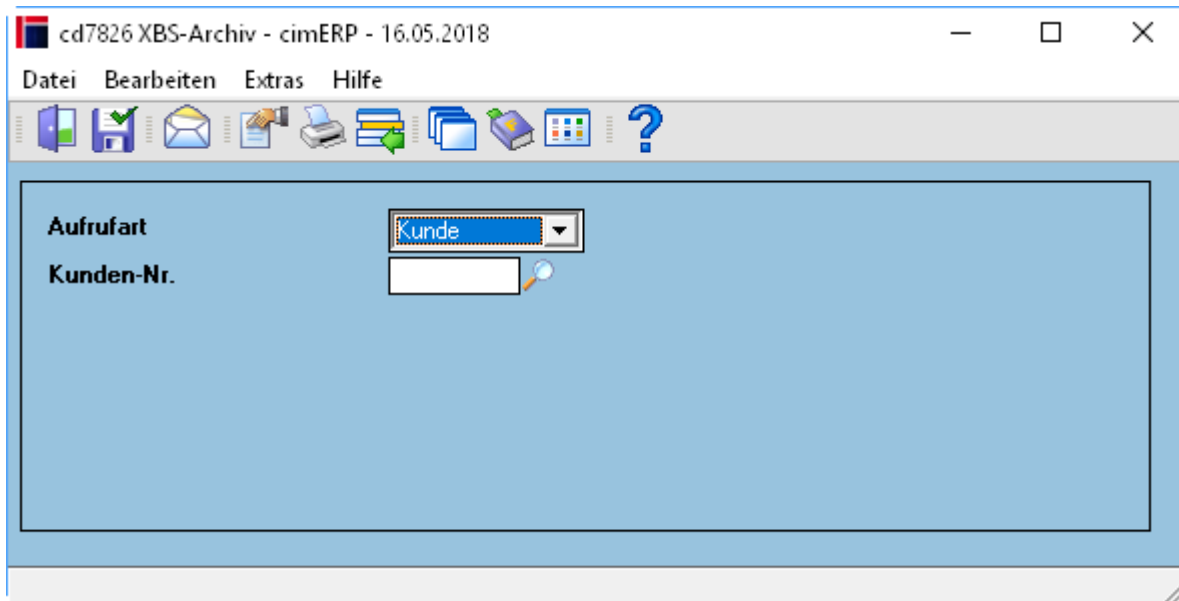 cd7826 XBS-Archiv - cimERP - 16.05.2018
Datei Bearbeiten Extras Hilfe
Aufrufart Kunde
Kunden-Nr.